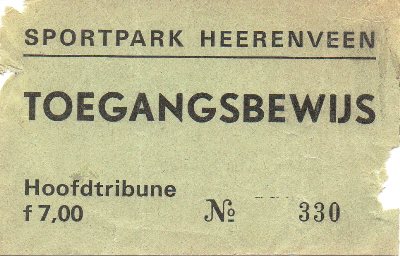 SPORTPARK HEERENVEEN
TOEGANGSBEWIJS
Hoofdtribune
f 7,00 № 330